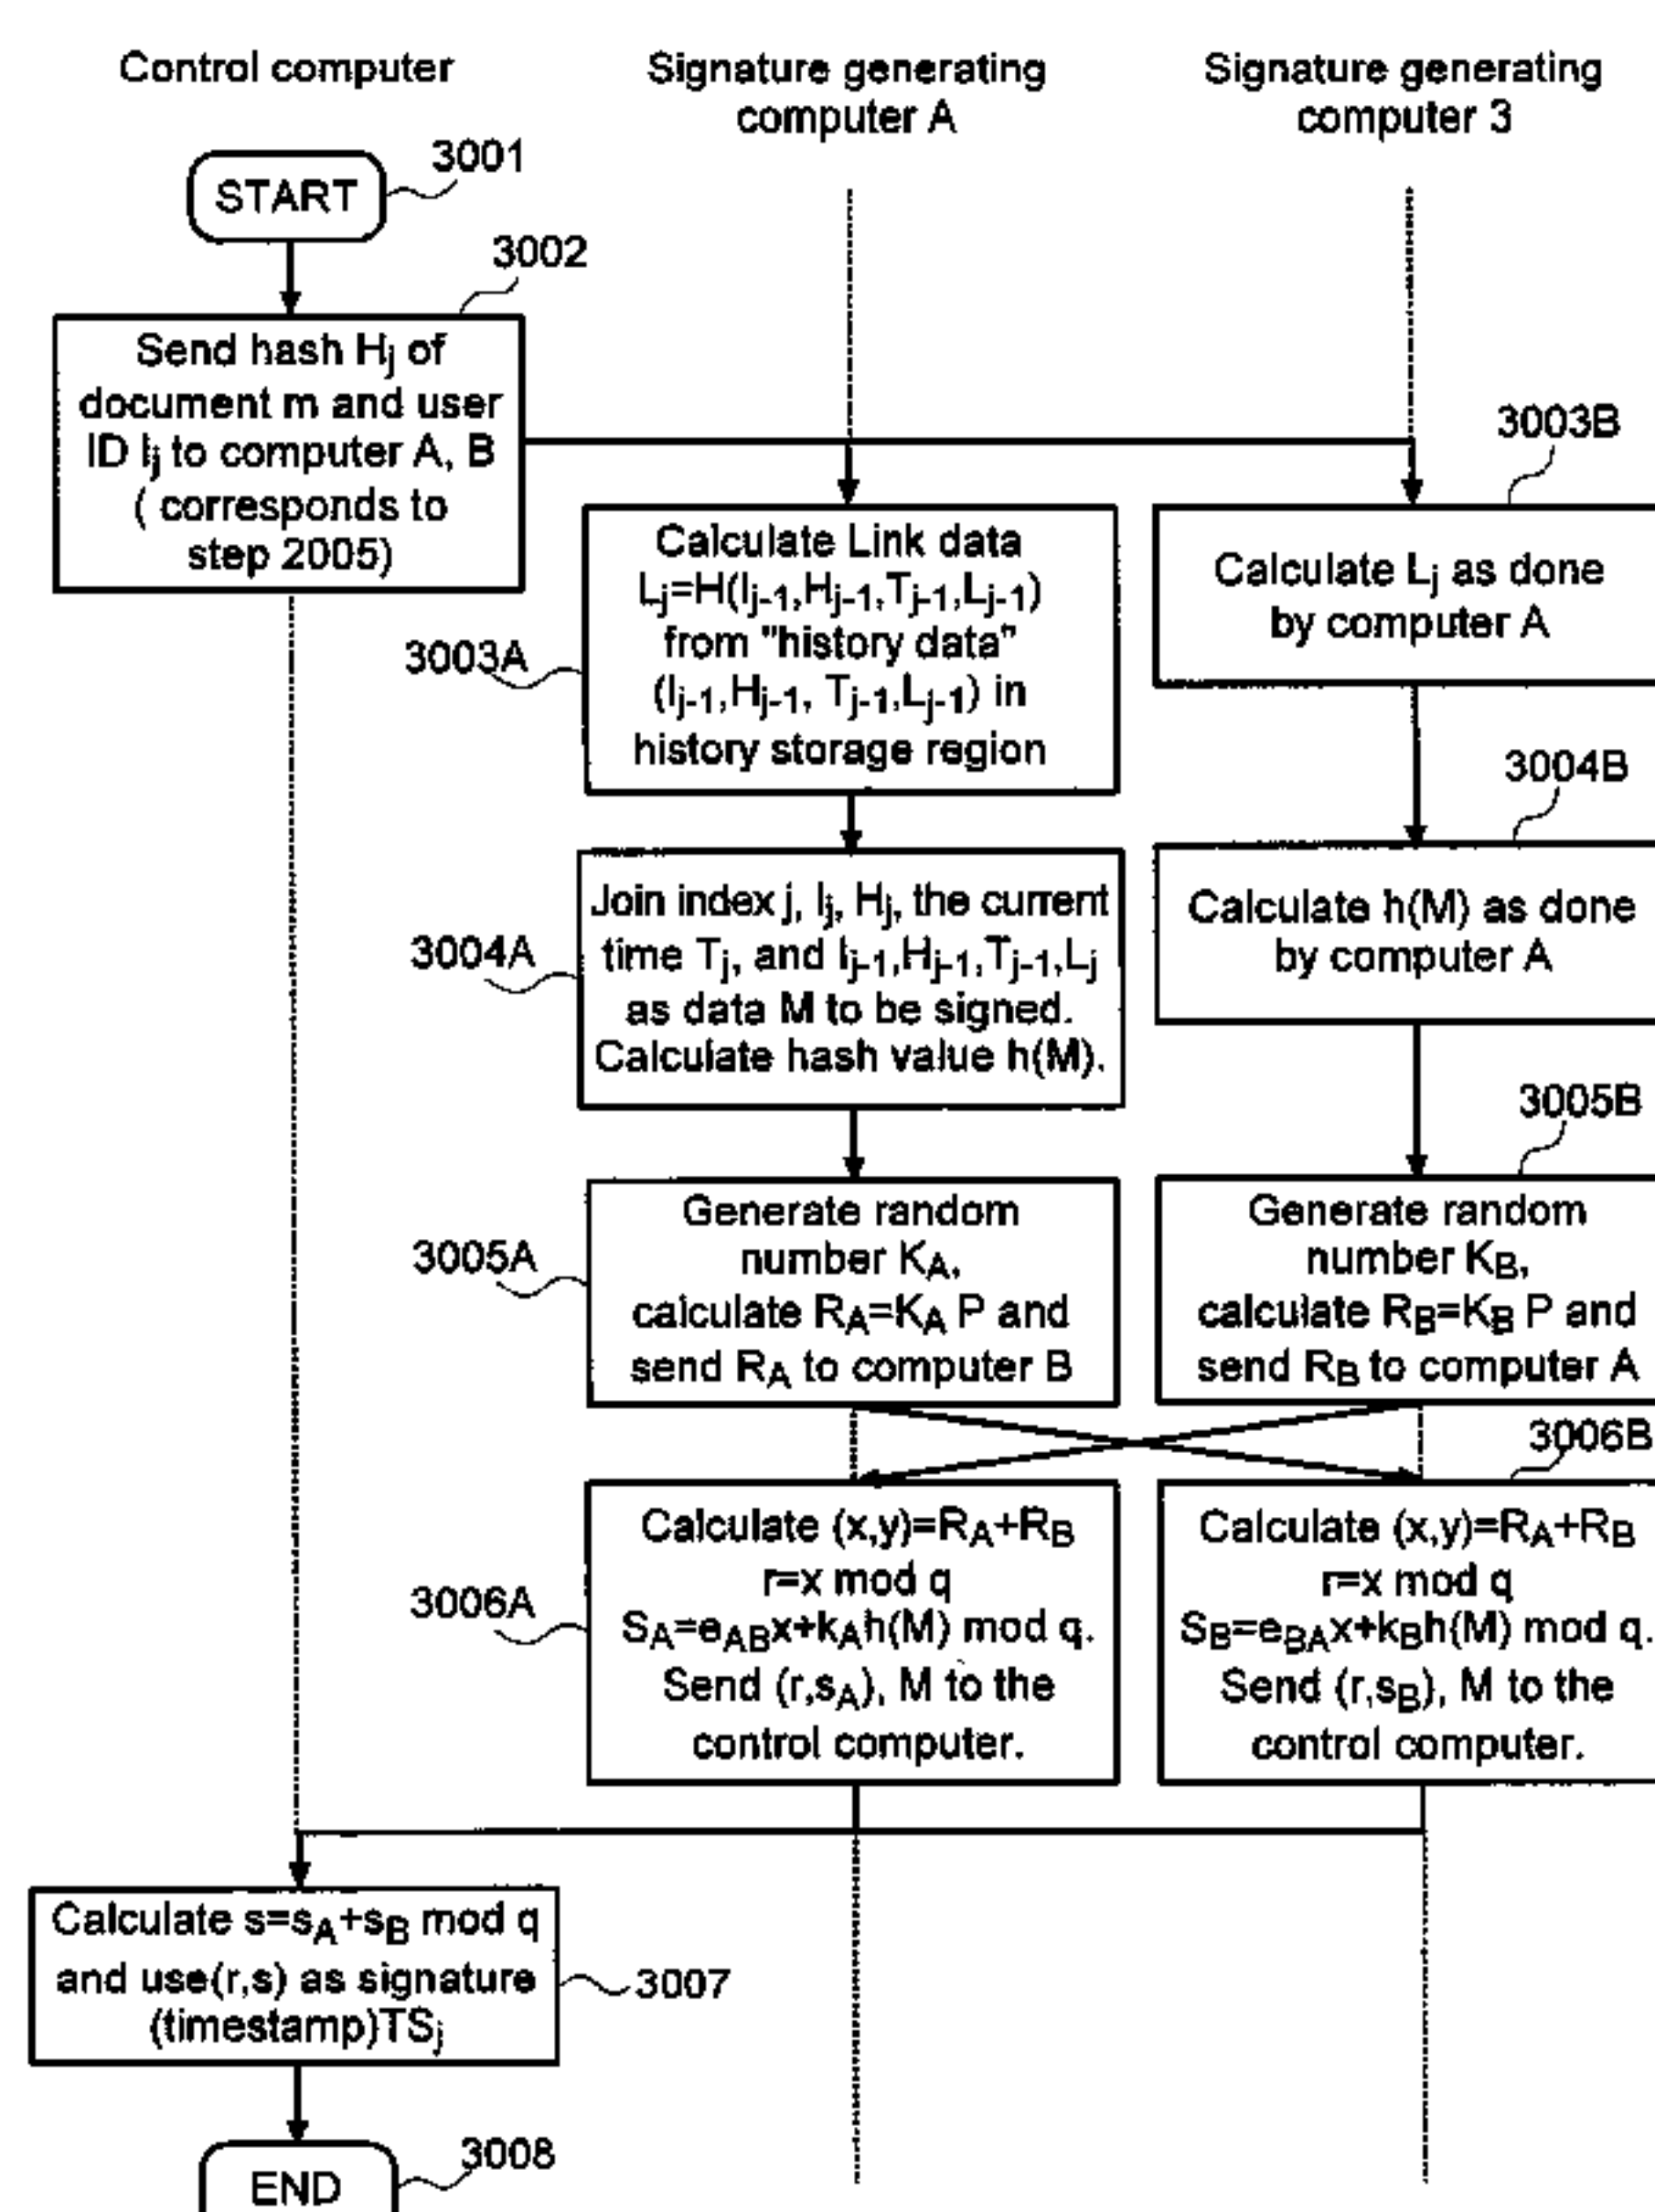 Control computer
Signature generating
computer A
Signature generating
computer 3
START
3001
3002
Send hash Hj of
document m and user
ID Ij to computer A, B
( corresponds to
step 2005)
3003A
Calculate Link data
Lj=H(Ij-1,Hj-1,Tj-1,Lj-1)
from "history data"
(Ij-1,Hj-1, Tj-1,Lj-1) in
history storage region
3003B
Calculate Lj as done
by computer A
3004A
Join index j, Ij, Hj, the current
time Tj, and Ij-1,Hj-1,Tj-1,Lj
as data M to be signed.
Calculate hash value h(M).
3004B
Calculate h(M) as done
by computer A
3005A
Generate random
number KA,
calculate RA=KA P and
send RA to computer B
3005B
Generate random
number KB,
calculate RB=KB P and
send RB to computer A
3006A
Calculate (x,y)=RA+RB
r=x mod q
SA=eABx+kAh(M) mod q.
Send (r,sA), M to the
control computer.
3006B
Calculate (x,y)=RA+RB
r=x mod q
SB=eBAx+kBh(M) mod q.
Send (r,sB), M to the
control computer.
Calculate s=sA+sB mod q
and use(r,s) as signature
(timestamp)TSj
3007
END
3008